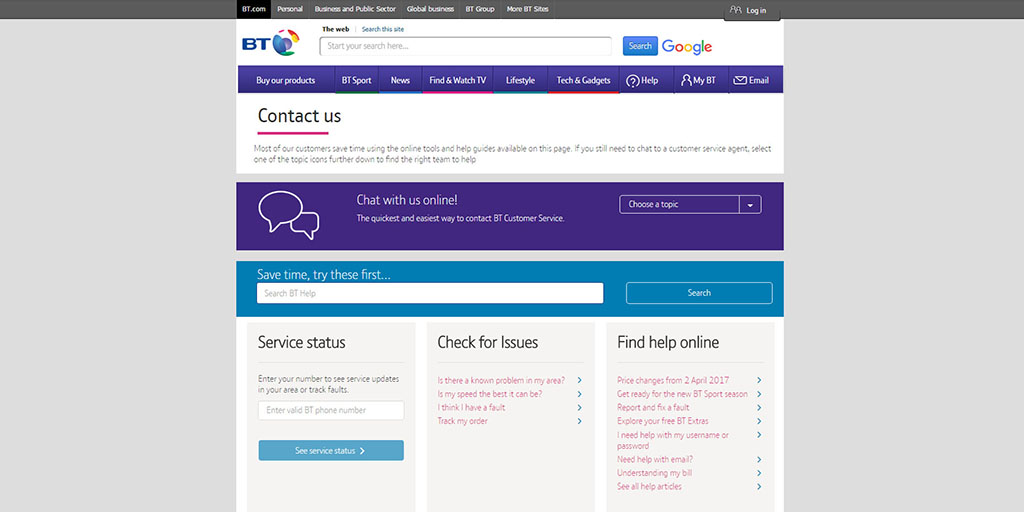 BT.com Personal Business and Public Sector Global business BT Group More BT Sites Log in
The web Search this site
BT Start your search here... Search Google
Buy our products BT Sport News Find & Watch TV Lifestyle Tech & Gadgets Help My BT Email
Contact us
Most of our customers save time using the online tools and help guides available on this page. If you still need to chat to a customer service agent, select
one of the topic icons further down to find the right team to help
Chat with us online!
The quickest and easiest way to contact BT Customer Service.
Choose a topic
Save time, try these first...
Search BT Help Search
Service status
Enter your number to see service updates
in your area or track faults.
Enter valid BT phone number
See service status
Check for Issues
Is there a known problem in my area?
Is my speed the best it can be?
I think I have a fault
Track my order
Find help online
Price changes from 2 April 2017
Get ready for the new BT Sport season
Report and fix a fault
Explore your free BT Extras
I need help with my username or
password
Need help with email?
Understanding my bill
See all help articles